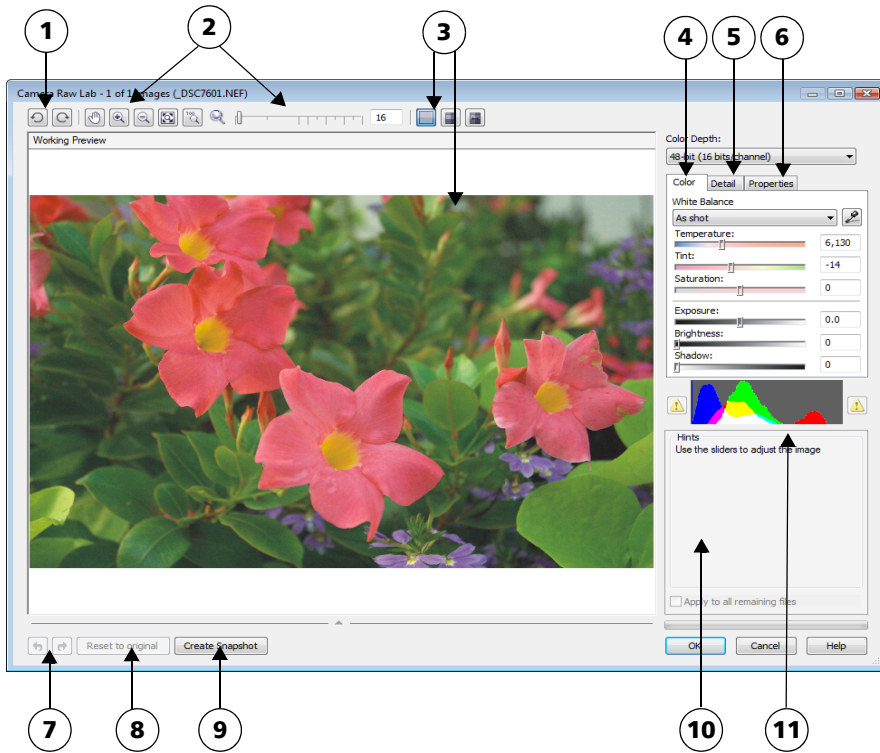 1 2 3 4 5 6
Camera Raw Lab - 1 of 1 images (_DSC7601.NEF)
100
16
Working Preview
Color Depth:
48-bit (16 bits/channel)
Color Detail Properties
White Balance
As shot
Temperature: 6,130
Tint: -14
Saturation: 0
Exposure: 0.0
Brightness: 0
Shadow: 0
Hints
Use the sliders to adjust the image
Apply to all remaining files
Reset to original Create Snapshot OK Cancel Help
7 8 9 10 11